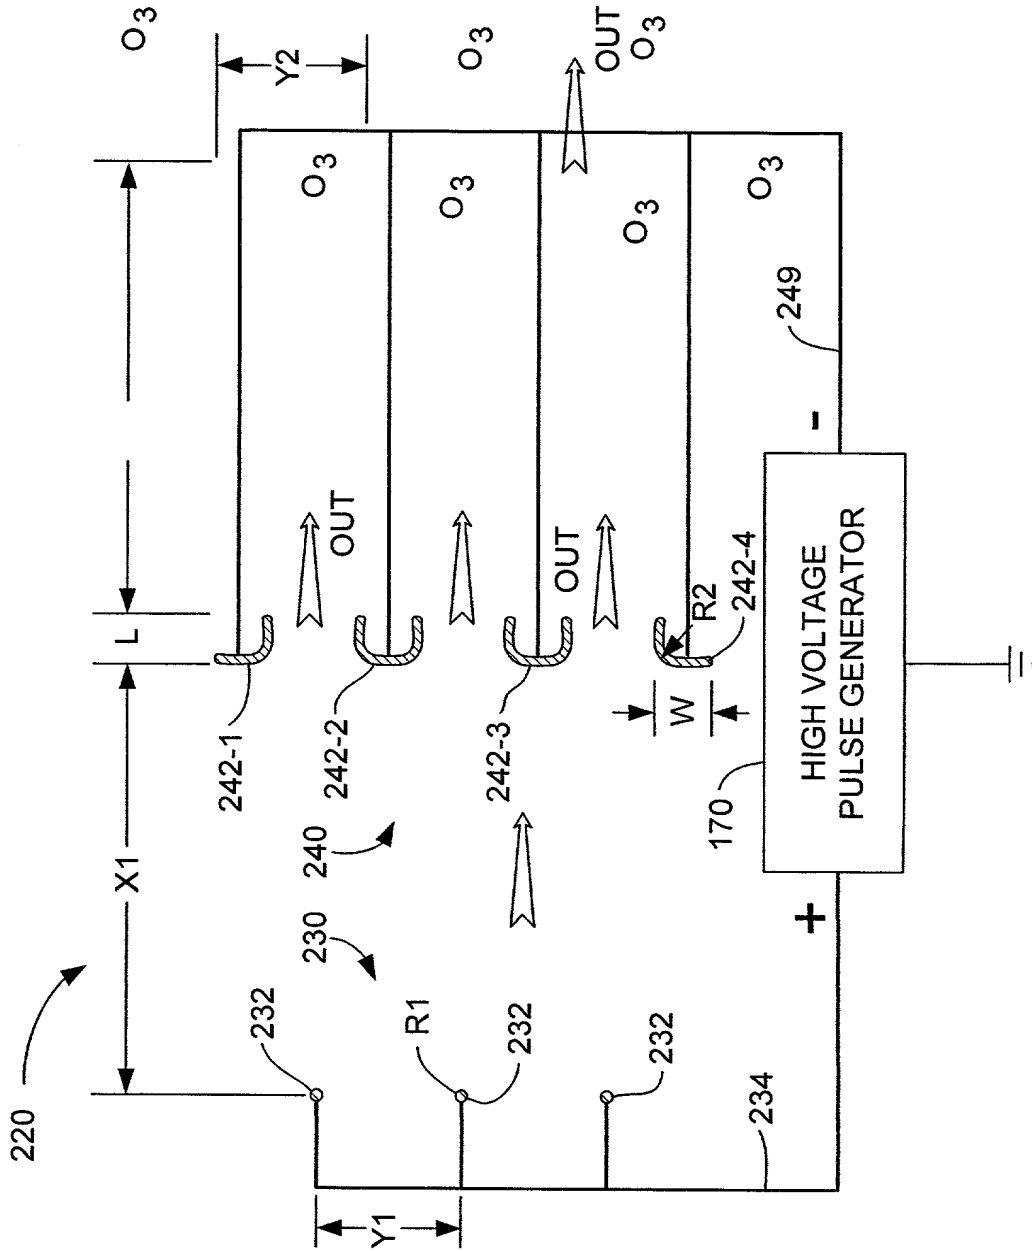 220
X1
L
O3
242-1
232
Y2
230
240
O3
242-2
OUT
Y1
R1
O3
O3
242-3
232
OUT
OUT
232
O3
O3
W
R2
170
242-4
234
O3
249
+
-
HIGH VOLTAGE
PULSE GENERATOR